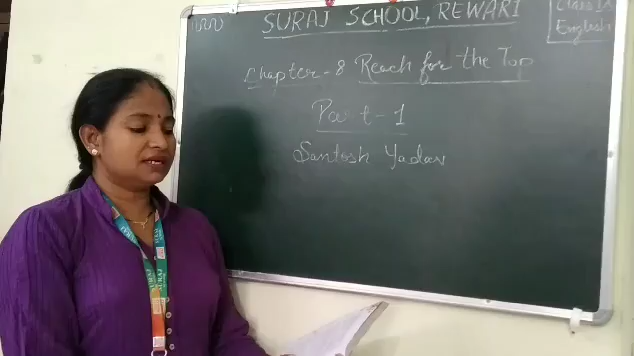 SURAJ SCHOOL, REWARI
Class IX
English
Chapter-8 Reach for the Top
Part-1
Santosh Yadav